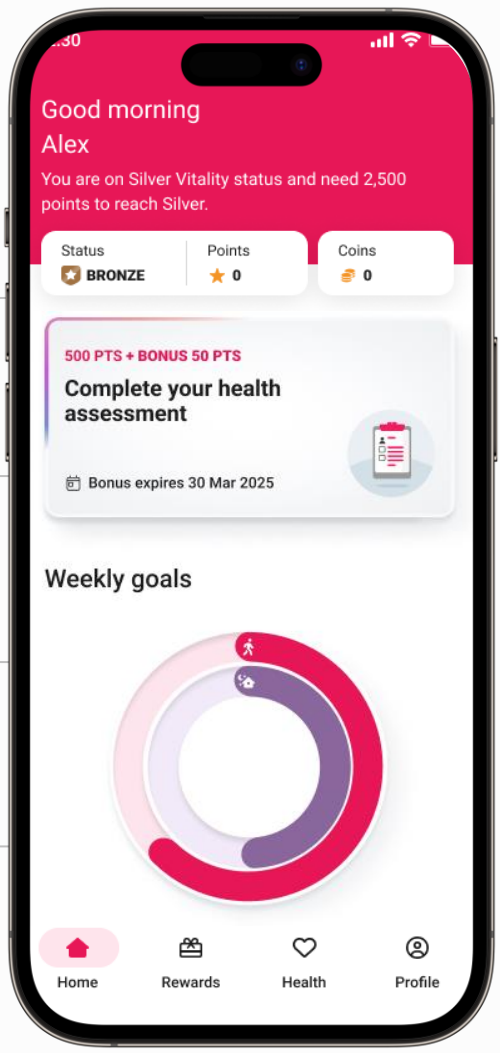 :30
Good morning
Alex
You are on Silver Vitality status and need 2,500
points to reach Silver.
Status
Points
Coins
BRONZE
0
0
500 PTS + BONUS 50 PTS
Complete your health
assessment
Bonus expires 30 Mar 2025
Weekly goals
Home
Rewards
Health
Profile